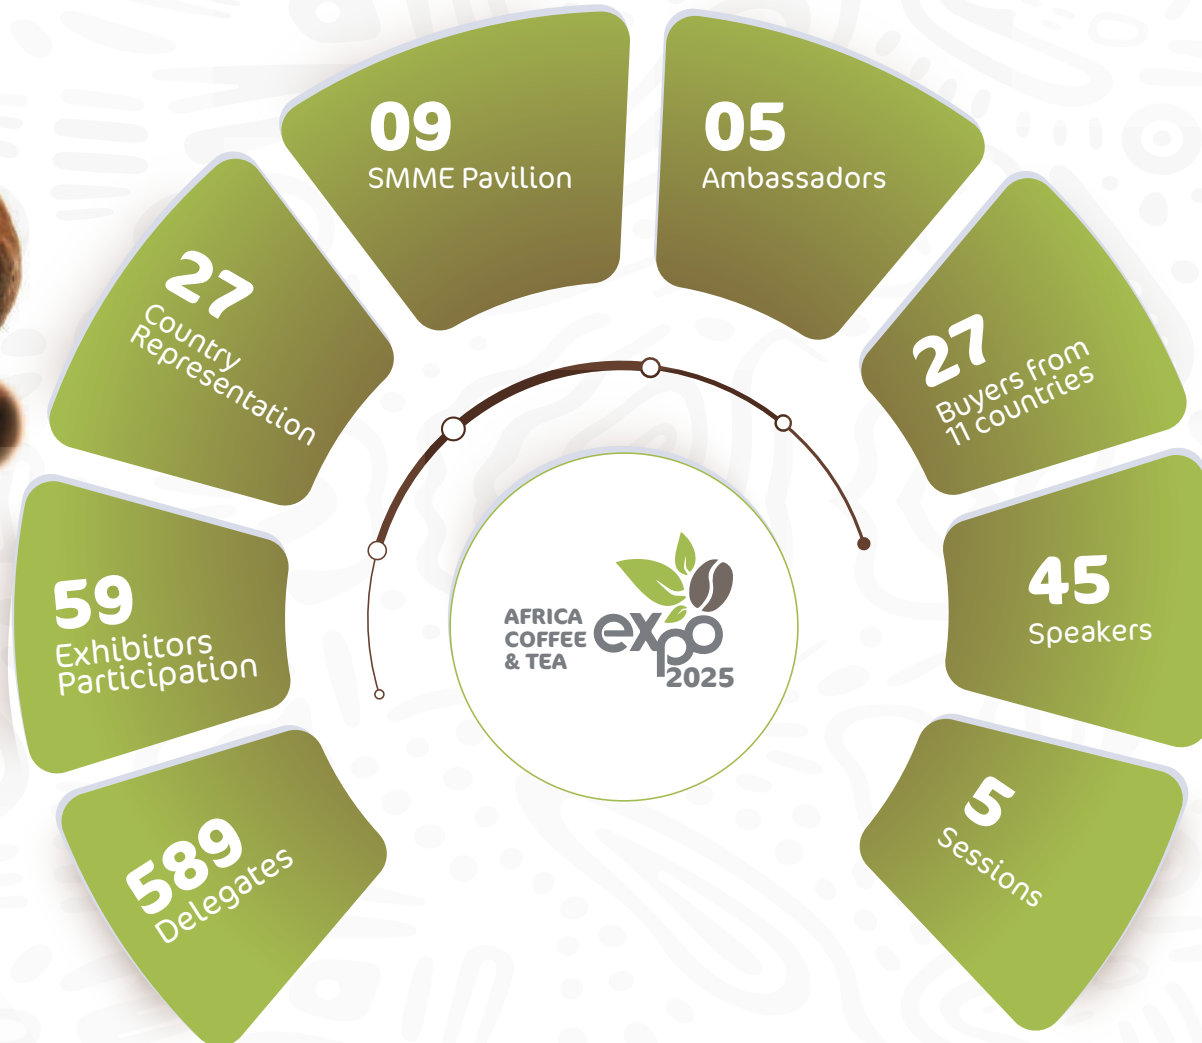 09
SMME Pavilion
05
Ambassadors
27
Country
Representation
27
Buyers from
11 countries
59
Exhibitors
Participation
45
Speakers
589
Delegates
5
Sessions
AFRICA
COFFEE
& TEA
expo
2025